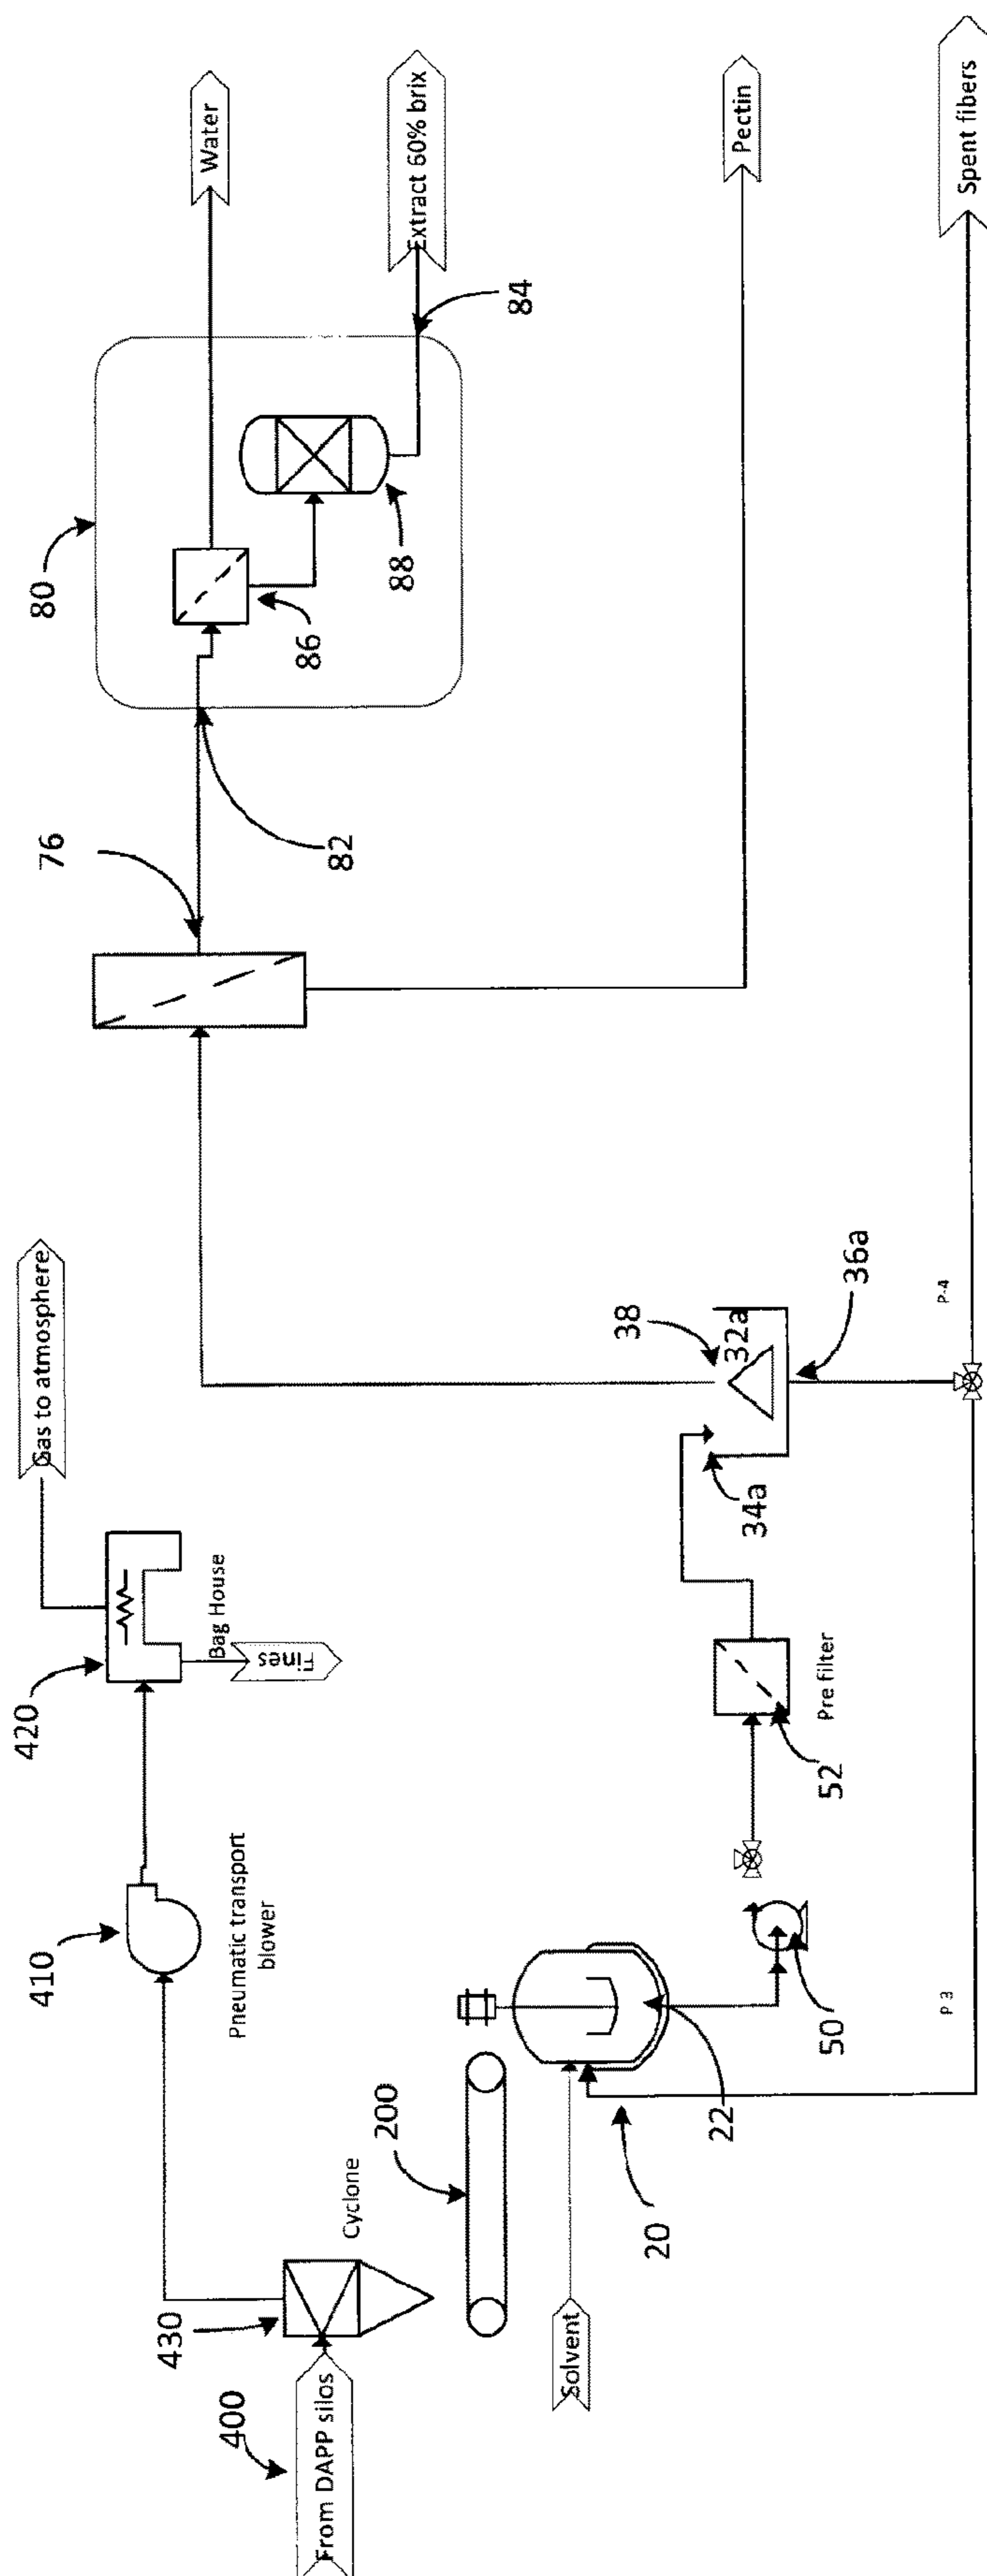 Water
Extract 60% brix
Pectin
Spent fibers
80
86
88
84
76
82
Gas to atmosphere
420
Bag House
Fines
38
32a
34a
36a
P-4
410
Pneumatic transport
blower
52
Pre filter
50
22
P 3
430
Cyclone
200
20
400
From DAPP silos
Solvent